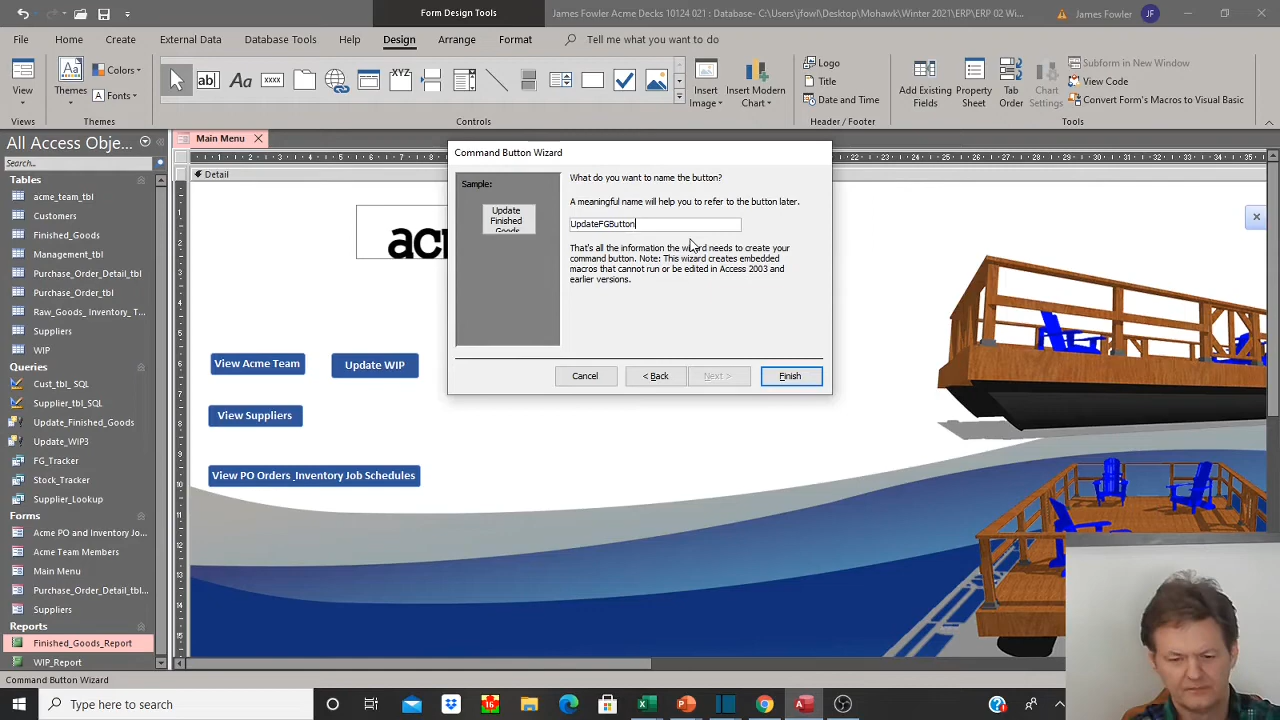 Form Design Tools
James Fowler Acme Decks 10124 021 : Database- C:\Users\jfowl\Desktop\Mohawk\Winter 2021\ERP\ERP 02 Wi...
James Fowler
JF
File
Home
Create
External Data
Database Tools
Help
Design
Arrange
Format
Tell me what you want to do
View
Themes
Colors
Fonts
ab|
Aa
xxxx
XYZ
Insert Image
Insert Modern Chart
Logo
Title
Date and Time
Add Existing Fields
Property Sheet
Tab Order
Chart Settings
Subform in New Window
View Code
Convert Form's Macros to Visual Basic
Views
Themes
Controls
Header / Footer
Tools
All Access Obje...
Search...
Tables
acme_team_tbl
Customers
Finished_Goods
Management_tbl
Purchase_Order_Detail_tbl
Purchase_Order_tbl
Raw_Goods_ Inventory_ T...
Suppliers
WIP
Queries
Cust_tbl_SQL
Supplier_tbl_SQL
Update_Finished_Goods
Update_WIP3
FG_Tracker
Stock_Tracker
Supplier_Lookup
Forms
Acme PO and Inventory Jo...
Acme Team Members
Main Menu
Purchase_Order_Detail_tbl...
Suppliers
Reports
Finished_Goods_Report
WIP_Report
Main Menu
Detail
ac
View Acme Team
Update WIP
View Suppliers
View PO Orders_Inventory Job Schedules
Command Button Wizard
Sample:
Update
Finished
Goods
What do you want to name the button?
A meaningful name will help you to refer to the button later.
UpdateFGButton
That's all the information the wizard needs to create your
command button. Note: This wizard creates embedded
macros that cannot run or be edited in Access 2003 and
earlier versions.
Cancel
< Back
Next >
Finish
Command Button Wizard
Type here to search